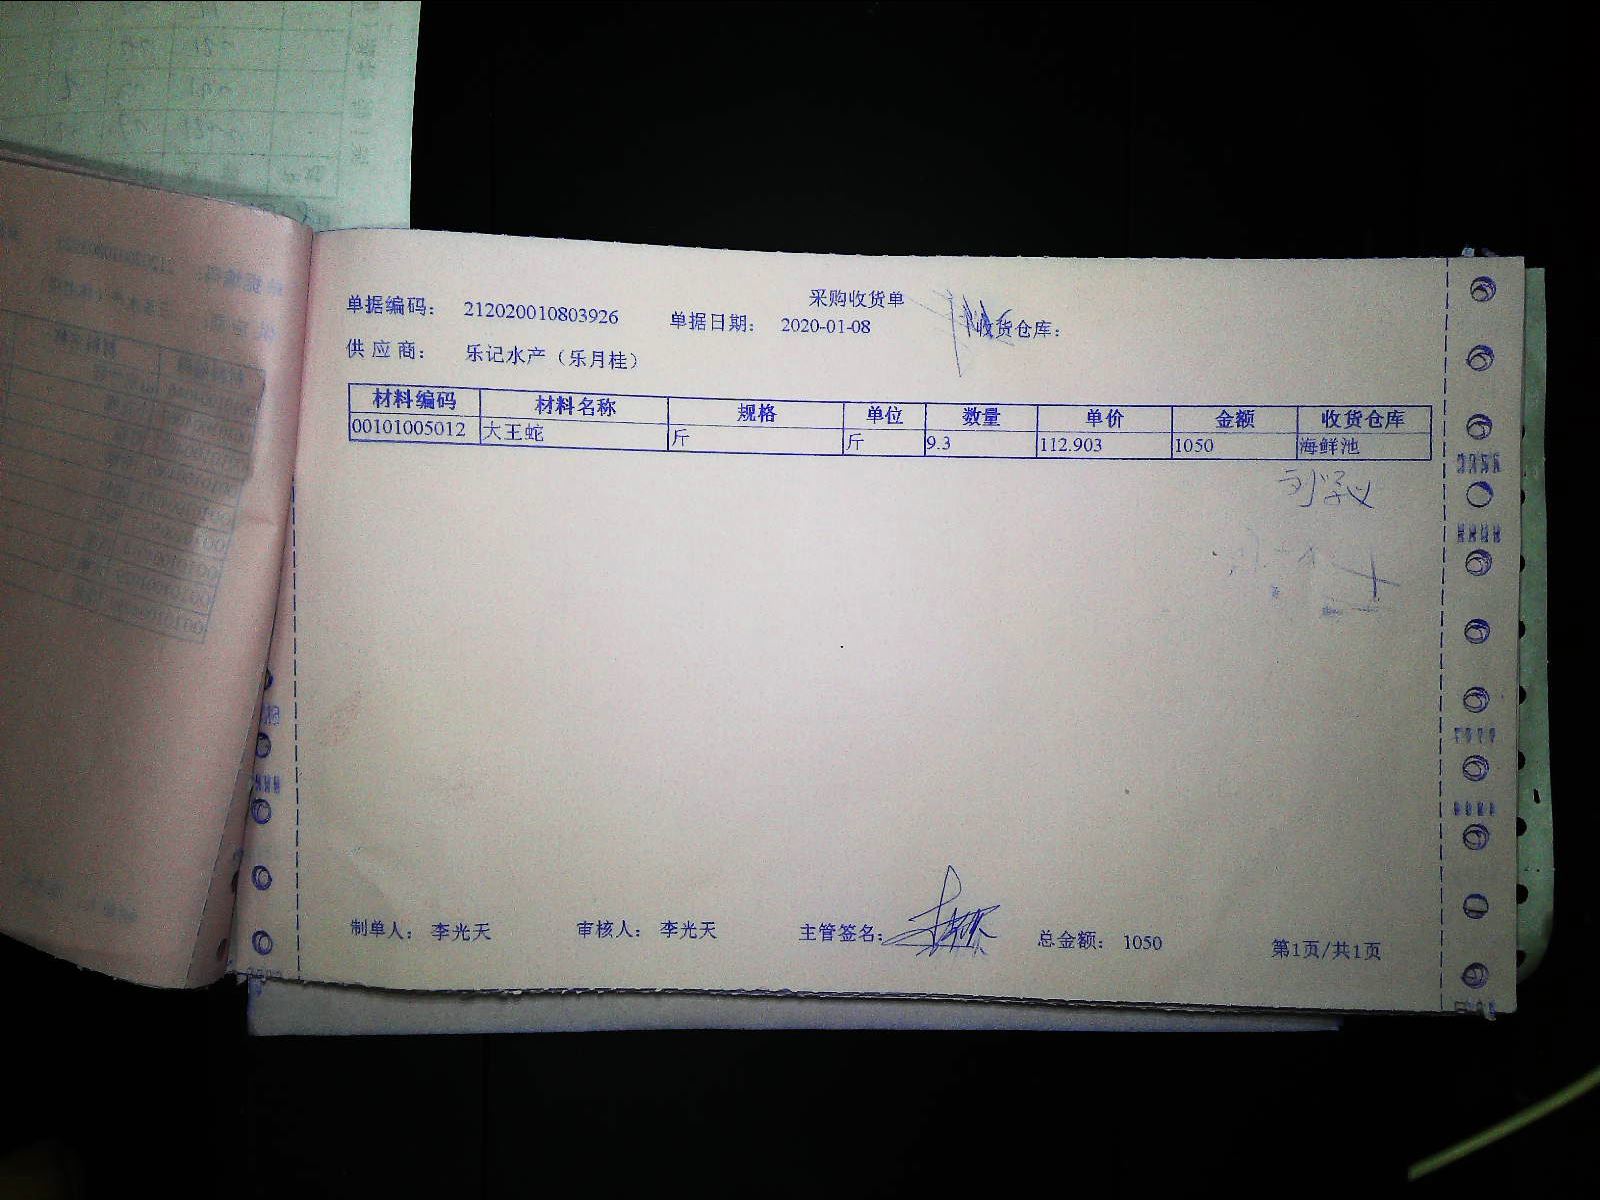 采购收货单
单据编码： 212020010803926 单据日期： 2020-01-08 收货仓库：
供 应 商： 乐记水产（乐月桂）
材料编码 材料名称 规格 单位 数量 单价 金额 收货仓库
00101005012 大王蛇 斤 斤 9.3 112.903 1050 海鲜池
制单人： 李光天 审核人： 李光天 主管签名： 总金额： 1050 第1页/共1页